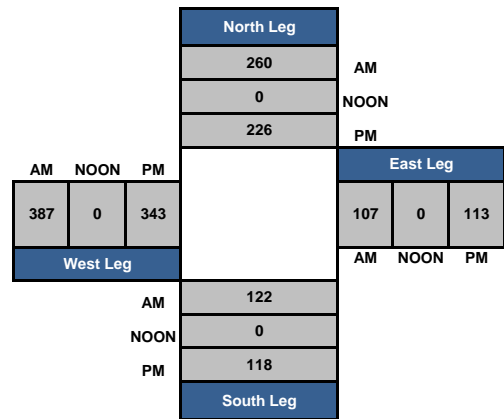 North Leg
260 AM
0 NOON
226 PM
AM NOON PM
East Leg
387 0 343
107 0 113
West Leg
AM NOON PM
AM 122
NOON 0
PM 118
South Leg